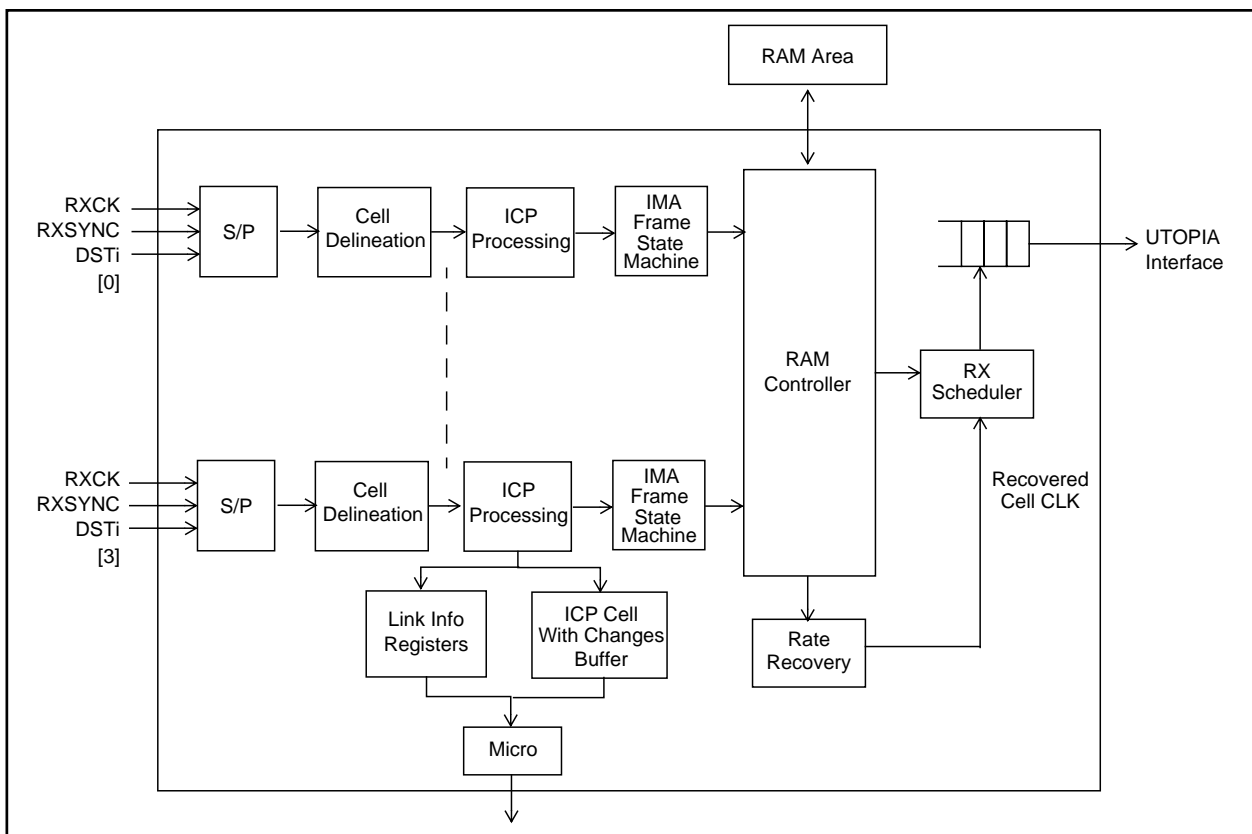 RAM Area
RXCK
RXSYNC
DSTi
[0]
S/P
Cell
Delineation
ICP
Processing
IMA
Frame
State
Machine
RAM
Controller
UTOPIA
Interface
RX
Scheduler
Recovered
Cell CLK
RXCK
RXSYNC
DSTi
[3]
S/P
Cell
Delineation
ICP
Processing
IMA
Frame
State
Machine
Link Info
Registers
ICP Cell
With Changes
Buffer
Rate
Recovery
Micro